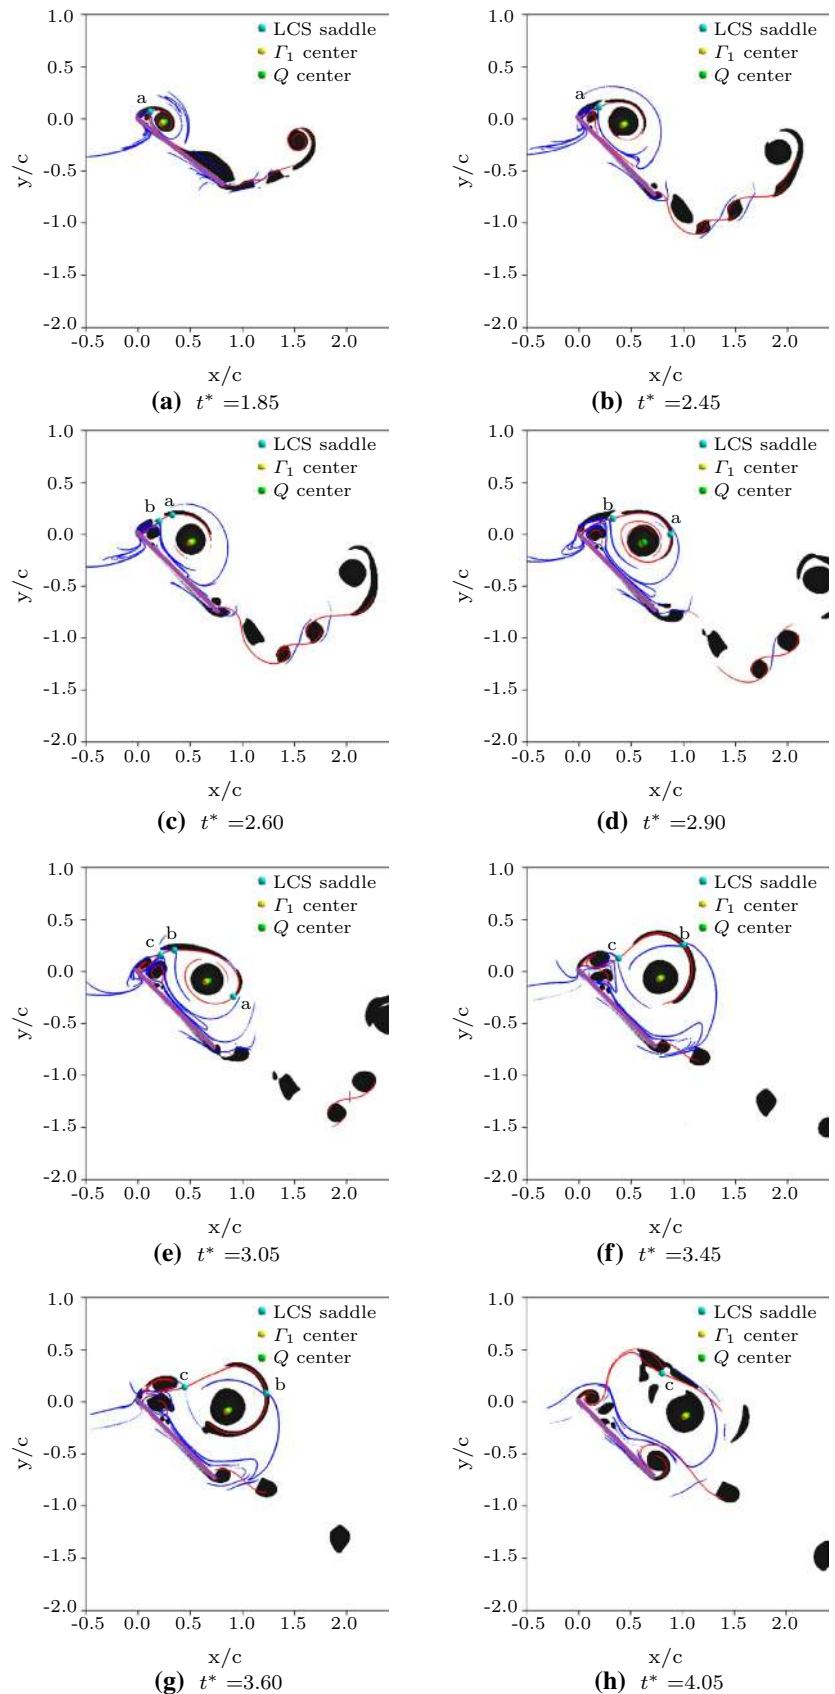 1.0
0.5
0.0
-0.5
-1.0
-1.5
-2.0
y/c
LCS saddle
Γ₁ center
Q center
a
-0.5 0.0 0.5 1.0 1.5 2.0
x/c
(a) t* =1.85
1.0
0.5
0.0
-0.5
-1.0
-1.5
-2.0
y/c
LCS saddle
Γ₁ center
Q center
a
-0.5 0.0 0.5 1.0 1.5 2.0
x/c
(b) t* =2.45
1.0
0.5
0.0
-0.5
-1.0
-1.5
-2.0
y/c
LCS saddle
Γ₁ center
Q center
b a
-0.5 0.0 0.5 1.0 1.5 2.0
x/c
(c) t* =2.60
1.0
0.5
0.0
-0.5
-1.0
-1.5
-2.0
y/c
LCS saddle
Γ₁ center
Q center
b a
-0.5 0.0 0.5 1.0 1.5 2.0
x/c
(d) t* =2.90
1.0
0.5
0.0
-0.5
-1.0
-1.5
-2.0
y/c
LCS saddle
Γ₁ center
Q center
c b
a
-0.5 0.0 0.5 1.0 1.5 2.0
x/c
(e) t* =3.05
1.0
0.5
0.0
-0.5
-1.0
-1.5
-2.0
y/c
LCS saddle
Γ₁ center
Q center
b
c
-0.5 0.0 0.5 1.0 1.5 2.0
x/c
(f) t* =3.45
1.0
0.5
0.0
-0.5
-1.0
-1.5
-2.0
y/c
LCS saddle
Γ₁ center
Q center
c
b
-0.5 0.0 0.5 1.0 1.5 2.0
x/c
(g) t* =3.60
1.0
0.5
0.0
-0.5
-1.0
-1.5
-2.0
y/c
LCS saddle
Γ₁ center
Q center
c
-0.5 0.0 0.5 1.0 1.5 2.0
x/c
(h) t* =4.05